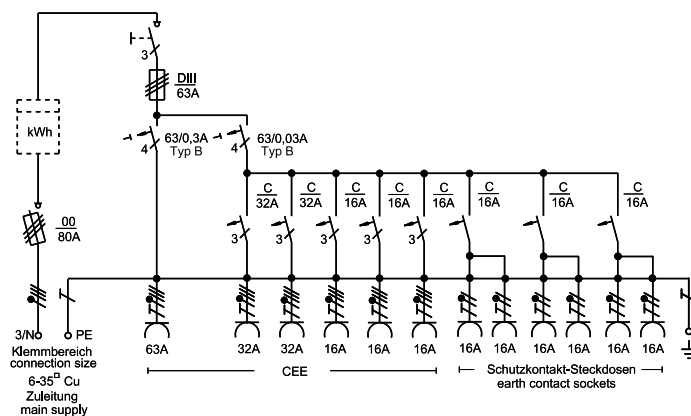 3
DIII
63A
kWh
4
63/0,3A
Typ B
4
63/0,03A
Typ B
C
32A
C
32A
C
16A
C
16A
C
16A
C
16A
C
16A
C
16A
00
80A
3
3
3
3
3
3/N
PE
63A
32A
32A
16A
16A
16A
16A
16A
16A
16A
16A
16A
Klemmbereich
connection size
6-35□ Cu
Zuleitung
main supply
CEE
Schutzkontakt-Steckdosen
earth contact sockets